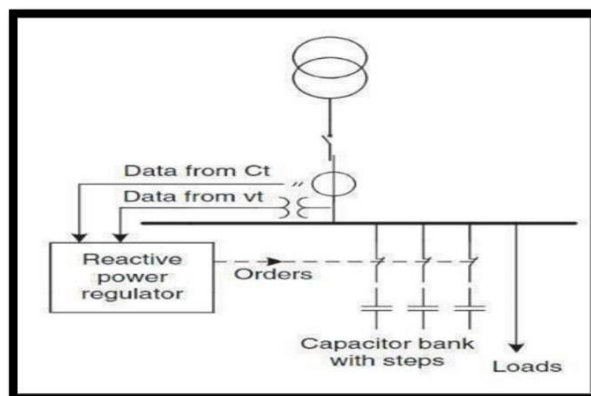 Data from Ct
Data from vt
Reactive
power
regulator
Orders
Capacitor bank
with steps
Loads